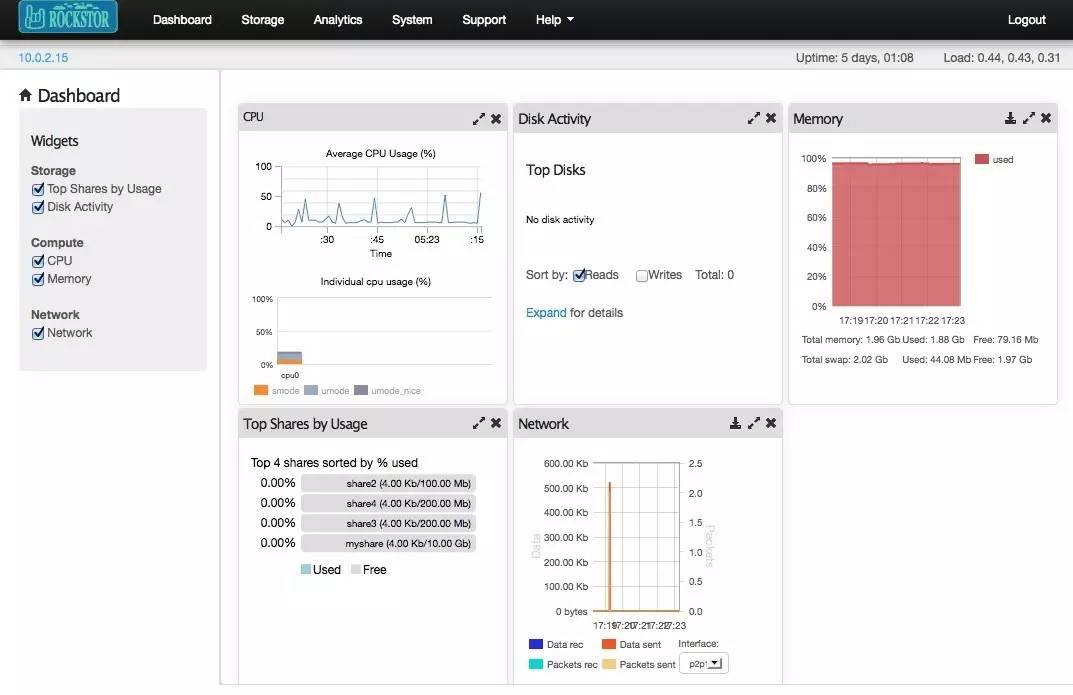 ROCKSTOR Dashboard Storage Analytics System Support Help Logout
10.0.2.15 Uptime: 5 days, 01:08 Load: 0.44, 0.43, 0.31
Dashboard
Widgets
Storage
Top Shares by Usage
Disk Activity
Compute
CPU
Memory
Network
Network
CPU
Average CPU Usage (%)
100
50
0
:30 :45 05:23 :15
Time
Individual cpu usage (%)
100%
50%
0%
cpu0
smode umode umode_nice
Disk Activity
Top Disks
No disk activity
Sort by: Reads Writes Total: 0
Expand for details
Memory
100% used
80%
60%
40%
20%
0%
17:19 17:20 17:21 17:22 17:23
Total memory: 1.96 Gb Used: 1.88 Gb Free: 79.16 Mb
Total swap: 2.02 Gb Used: 44.08 Mb Free: 1.97 Gb
Top Shares by Usage
Top 4 shares sorted by % used
0.00% share2 (4.00 Kb/100.00 Mb)
0.00% share4 (4.00 Kb/200.00 Mb)
0.00% share3 (4.00 Kb/200.00 Mb)
0.00% myshare (4.00 Kb/10.00 Gb)
Used Free
Network
600.00 Kb 2.5
500.00 Kb 2.0
400.00 Kb 1.5
300.00 Kb
200.00 Kb 1.0
100.00 Kb 0.5
0 bytes 0.0
Data
Packets
17:19 17:20 17:21 17:22 17:23
Data rec Data sent Interface:
Packets rec Packets sent p2p1